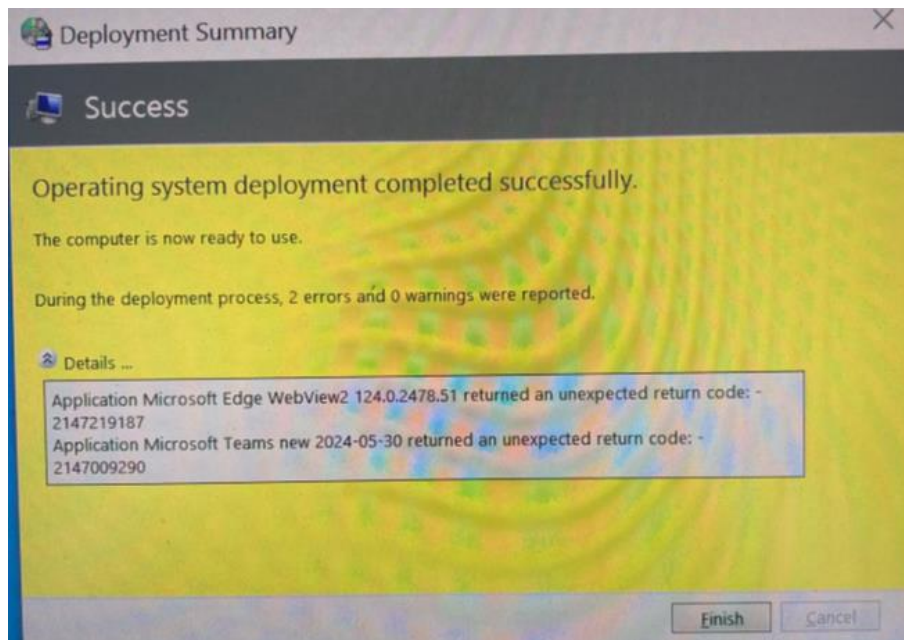 Deployment Summary
Success
Operating system deployment completed successfully.
The computer is now ready to use.
During the deployment process, 2 errors and 0 warnings were reported.
Details ...
Application Microsoft Edge WebView2 124.0.2478.51 returned an unexpected return code: -
2147219187
Application Microsoft Teams new 2024-05-30 returned an unexpected return code: -
2147009290
Finish
Cancel